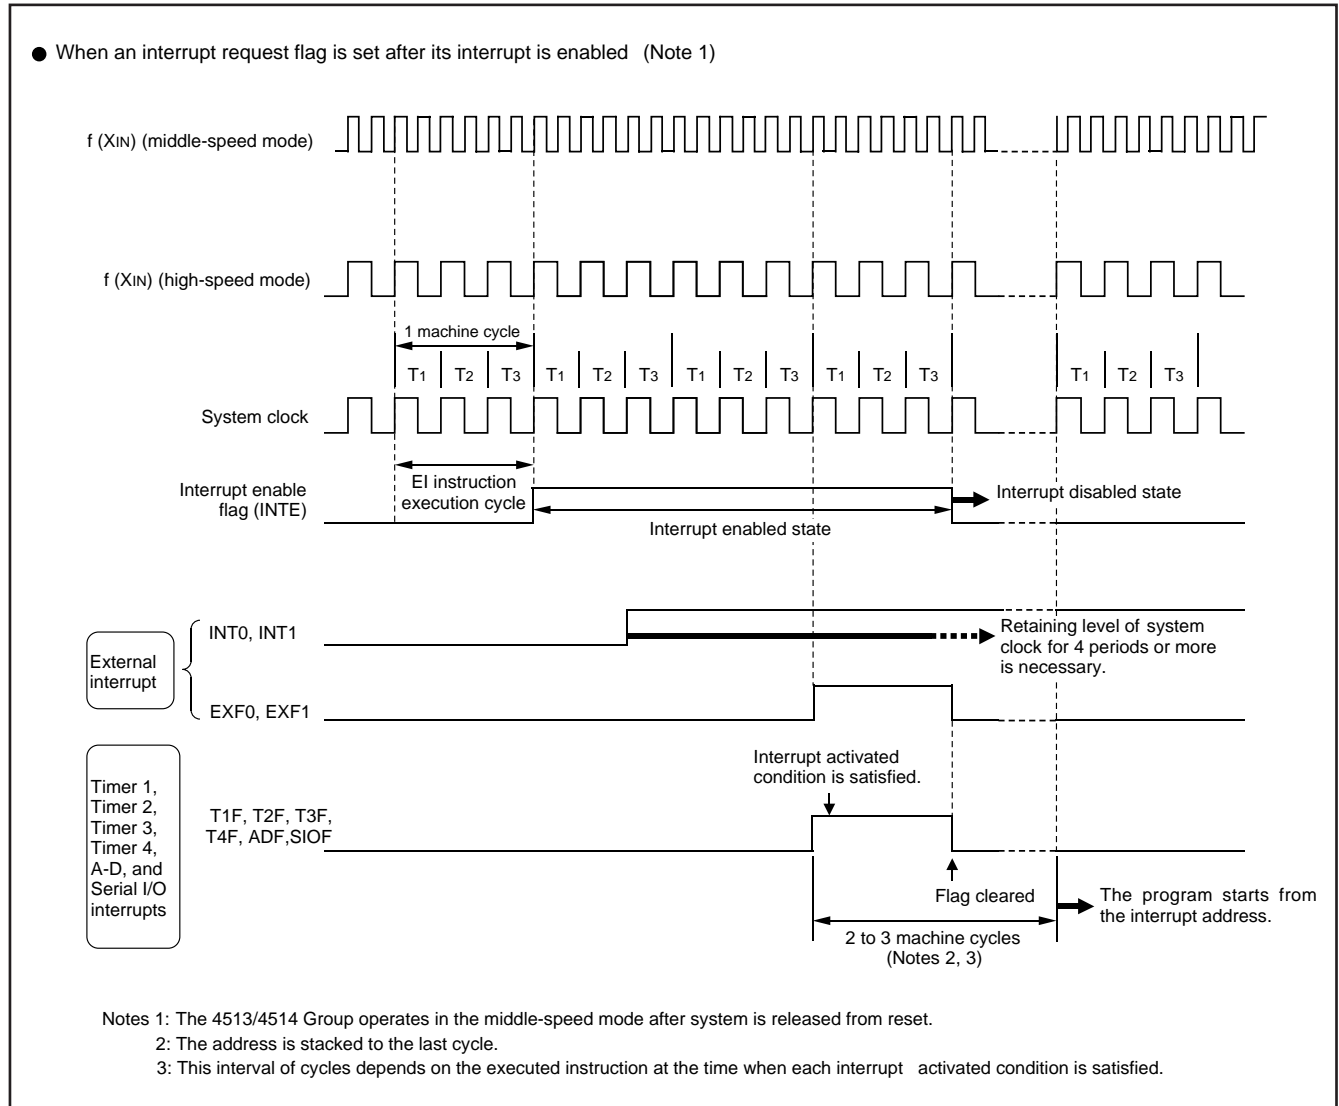 ● When an interrupt request flag is set after its interrupt is enabled (Note 1)
f (XIN) (middle-speed mode)
f (XIN) (high-speed mode)
1 machine cycle
T1 T2 T3 T1 T2 T3 T1 T2 T3 T1 T2 T3 T1 T2 T3
System clock
EI instruction
execution cycle
Interrupt enable
flag (INTE)
Interrupt enabled state
Interrupt disabled state
External
interrupt
INT0, INT1
Retaining level of system
clock for 4 periods or more
is necessary.
EXF0, EXF1
Timer 1,
Timer 2,
Timer 3,
Timer 4,
A-D, and
Serial I/O
interrupts
T1F, T2F, T3F,
T4F, ADF,SIOF
Interrupt activated
condition is satisfied.
Flag cleared
The program starts from
the interrupt address.
2 to 3 machine cycles
(Notes 2, 3)
Notes 1: The 4513/4514 Group operates in the middle-speed mode after system is released from reset.
2: The address is stacked to the last cycle.
3: This interval of cycles depends on the executed instruction at the time when each interrupt activated condition is satisfied.